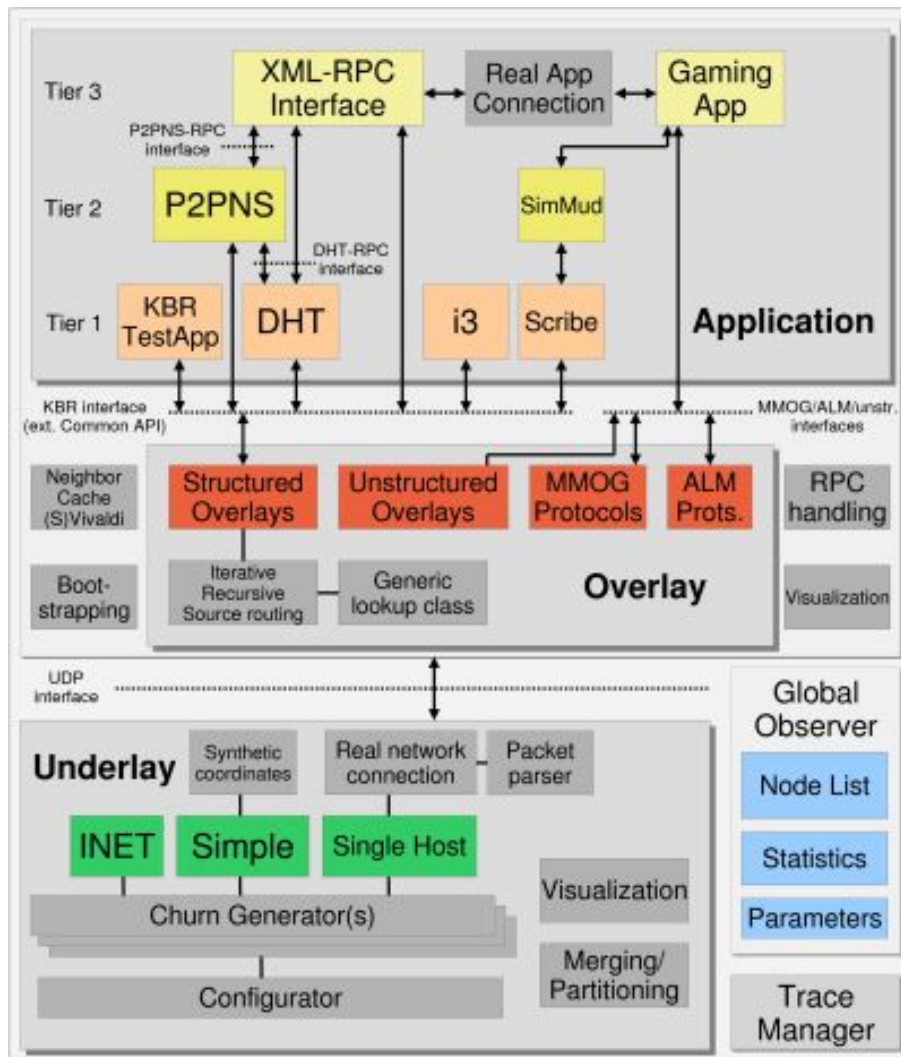 Tier 3
XML-RPC
Interface
Real App
Connection
Gaming
App
P2PNS-RPC
interface
Tier 2
P2PNS
SimMud
DHT-RPC
interface
Tier 1
KBR
TestApp
DHT
i3
Scribe
Application
KBR interface
(ext. Common API)
MMOG/ALM/unstr.
interfaces
Neighbor
Cache
(S)Vivaldi
Structured
Overlays
Unstructured
Overlays
MMOG
Protocols
ALM
Prots.
RPC
handling
Boot-
strapping
Iterative
Recursive
Source routing
Generic
lookup class
Overlay
Visualization
UDP
interface
Underlay
Synthetic
coordinates
Real network
connection
Packet
parser
INET
Simple
Single Host
Churn Generator(s)
Configurator
Visualization
Merging/
Partitioning
Global
Observer
Node List
Statistics
Parameters
Trace
Manager